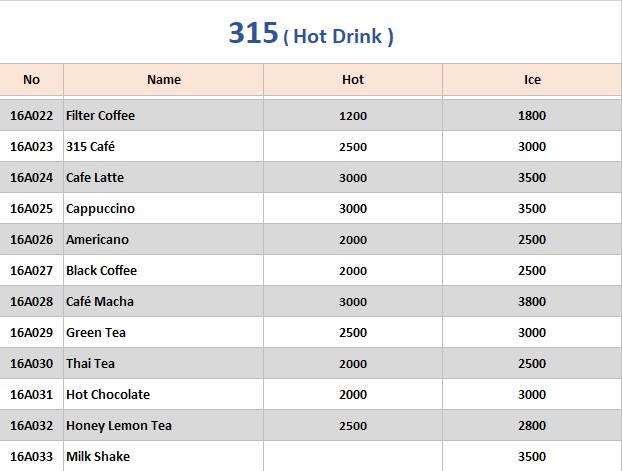 315 ( Hot Drink )
No Name Hot Ice
16A022 Filter Coffee 1200 1800
16A023 315 Café 2500 3000
16A024 Cafe Latte 3000 3500
16A025 Cappuccino 3000 3500
16A026 Americano 2000 2500
16A027 Black Coffee 2000 2500
16A028 Café Macha 3000 3800
16A029 Green Tea 2500 3000
16A030 Thai Tea 2000 2500
16A031 Hot Chocolate 2000 3000
16A032 Honey Lemon Tea 2500 2800
16A033 Milk Shake 3500